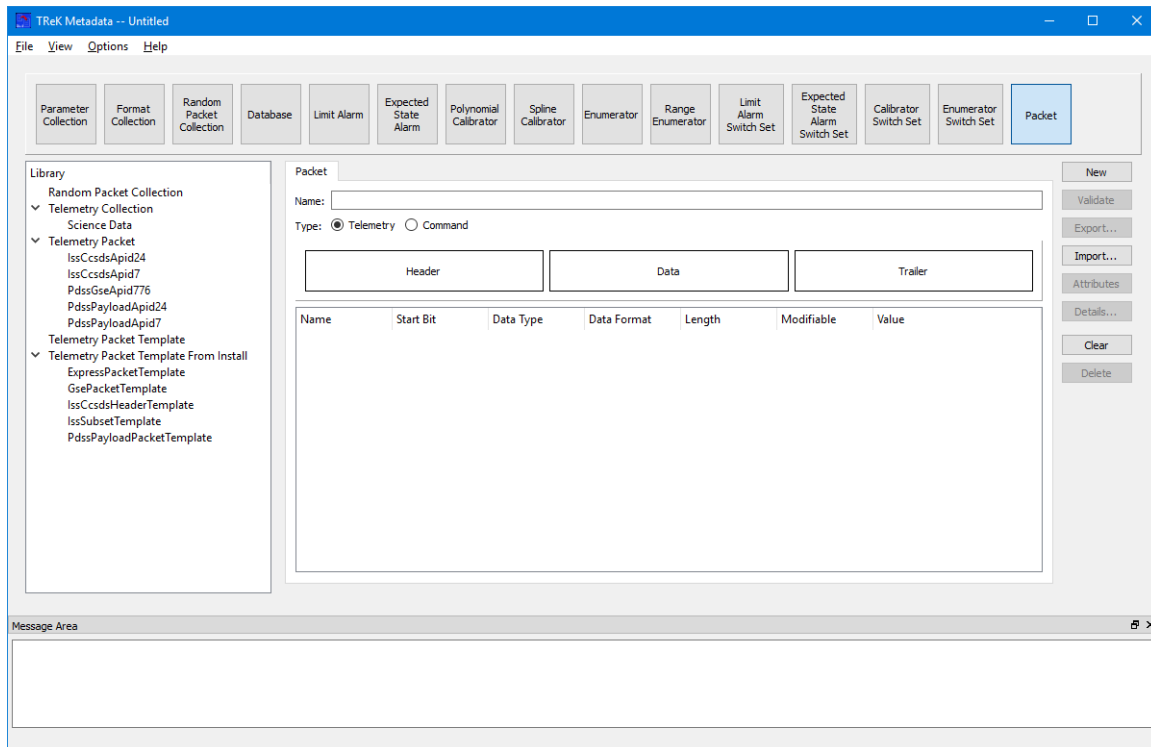 TReK Metadata -- Untitled
File View Options Help
Parameter Collection
Format Collection
Random Packet Collection
Database
Limit Alarm
Expected State Alarm
Polynomial Calibrator
Spline Calibrator
Enumerator
Range Enumerator
Limit Alarm Switch Set
Expected State Alarm Switch Set
Calibrator Switch Set
Enumerator Switch Set
Packet
Library
Random Packet Collection
Telemetry Collection
Science Data
Telemetry Packet
IssCcsdsApid24
IssCcsdsApid7
PdssGseApid776
PdssPayloadApid24
PdssPayloadApid7
Telemetry Packet Template
Telemetry Packet Template From Install
ExpressPacketTemplate
GsePacketTemplate
IssCcsdsHeaderTemplate
IssSubsetTemplate
PdssPayloadPacketTemplate
Packet
Name:
Type: Telemetry Command
Header Data Trailer
Name Start Bit Data Type Data Format Length Modifiable Value
New
Validate
Export...
Import...
Attributes
Details...
Clear
Delete
Message Area